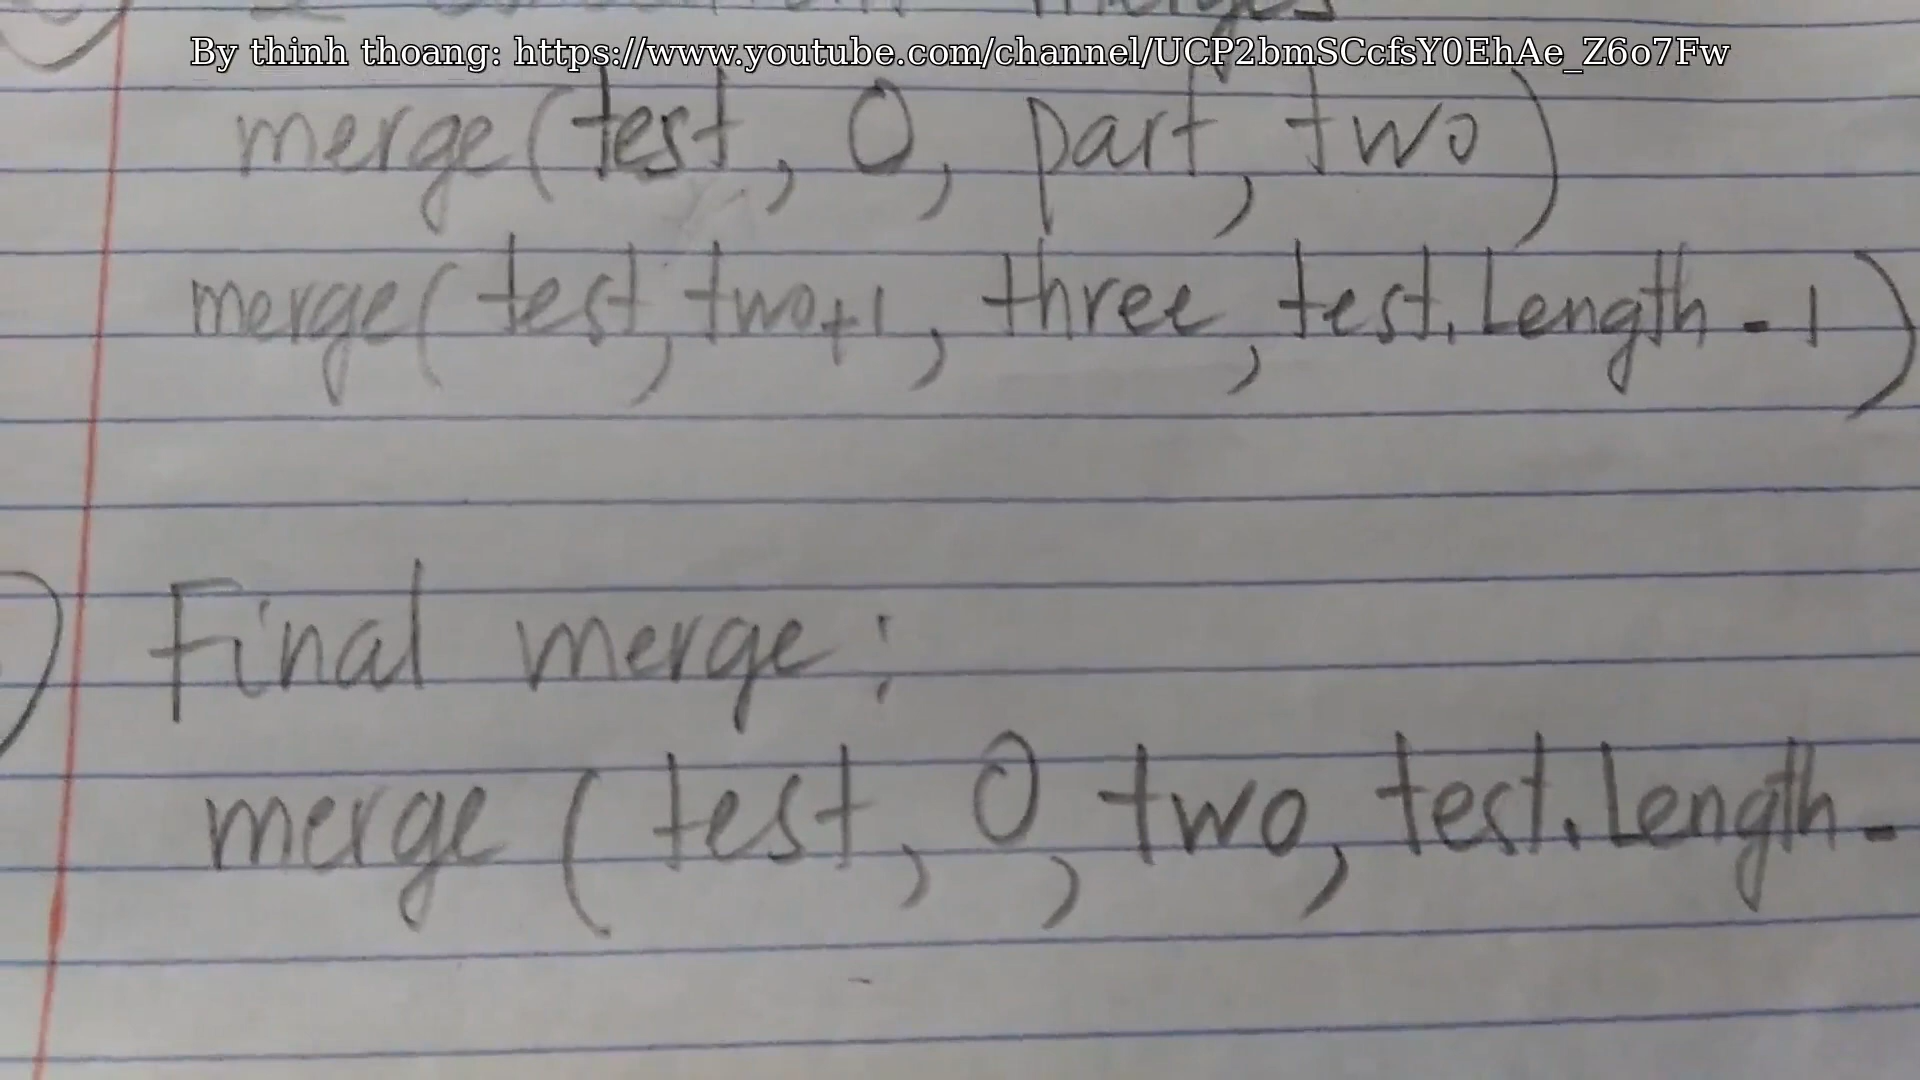 merges
By thinh thoang: https://www.youtube.com/channel/UCP2bmSCcfsY0EhAe_Z6o7Fw
merge(test, 0, part, two)
merge(test, two+1, three, test.Length - 1)
Final merge:
merge (test, 0, two, test.Length -